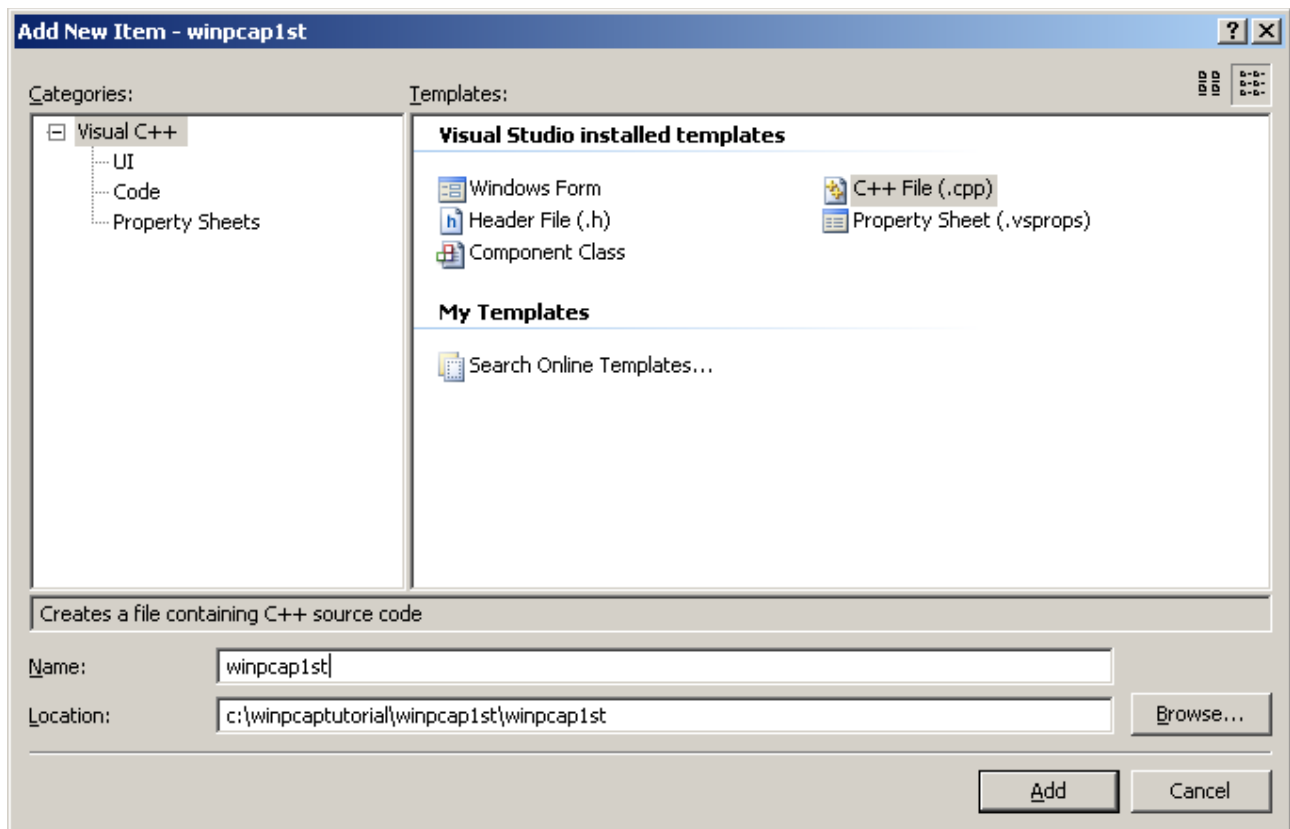 Add New Item - winpcap1st
Categories:
Templates:
Visual C++
UI
Code
Property Sheets
Visual Studio installed templates
Windows Form
C++ File (.cpp)
Header File (.h)
Property Sheet (.vsprops)
Component Class
My Templates
Search Online Templates...
Creates a file containing C++ source code
Name:
winpcap1st
Location:
c:\winpcaptutorial\winpcap1st\winpcap1st
Browse...
Add
Cancel